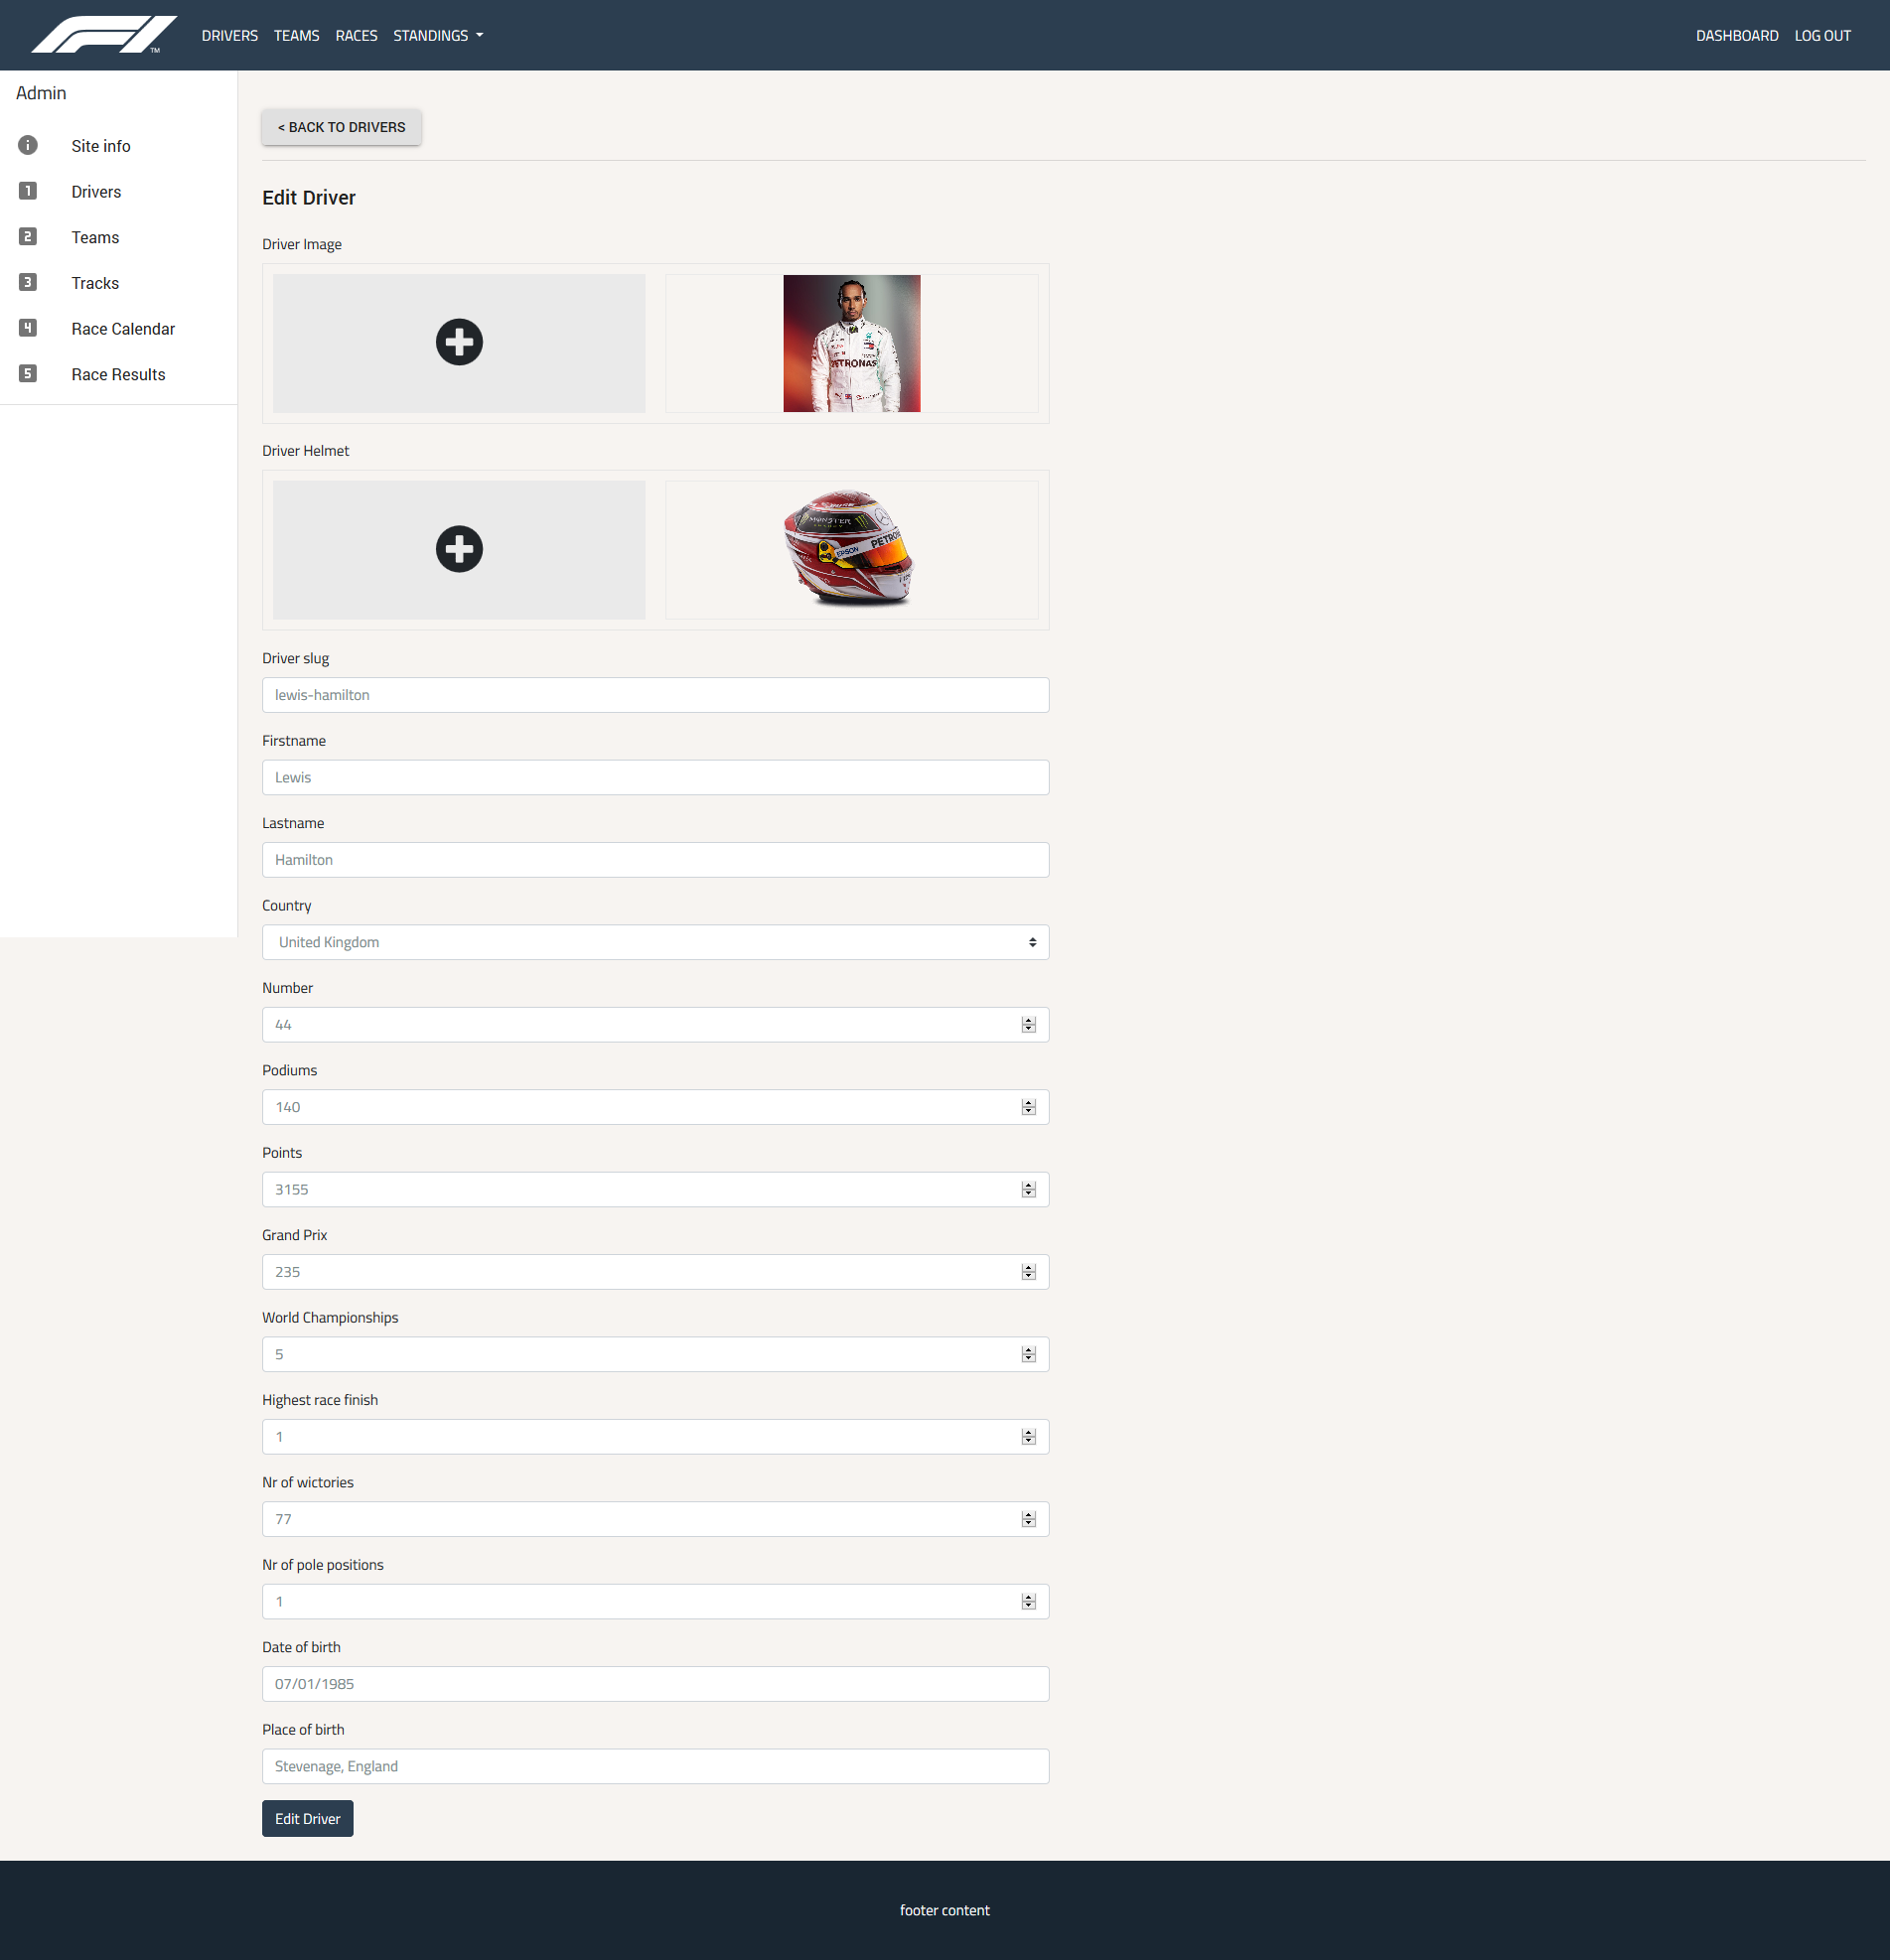 F1 TM
DRIVERS TEAMS RACES STANDINGS DASHBOARD LOG OUT
Admin
Site info
1 Drivers
2 Teams
3 Tracks
4 Race Calendar
5 Race Results
< BACK TO DRIVERS
Edit Driver
Driver Image
PETRONAS
Driver Helmet
MONSTER
EPSON
PETRON
Driver slug
lewis-hamilton
Firstname
Lewis
Lastname
Hamilton
Country
United Kingdom
Number
44
Podiums
140
Points
3155
Grand Prix
235
World Championships
5
Highest race finish
1
Nr of wictories
77
Nr of pole positions
1
Date of birth
07/01/1985
Place of birth
Stevenage, England
Edit Driver
footer content